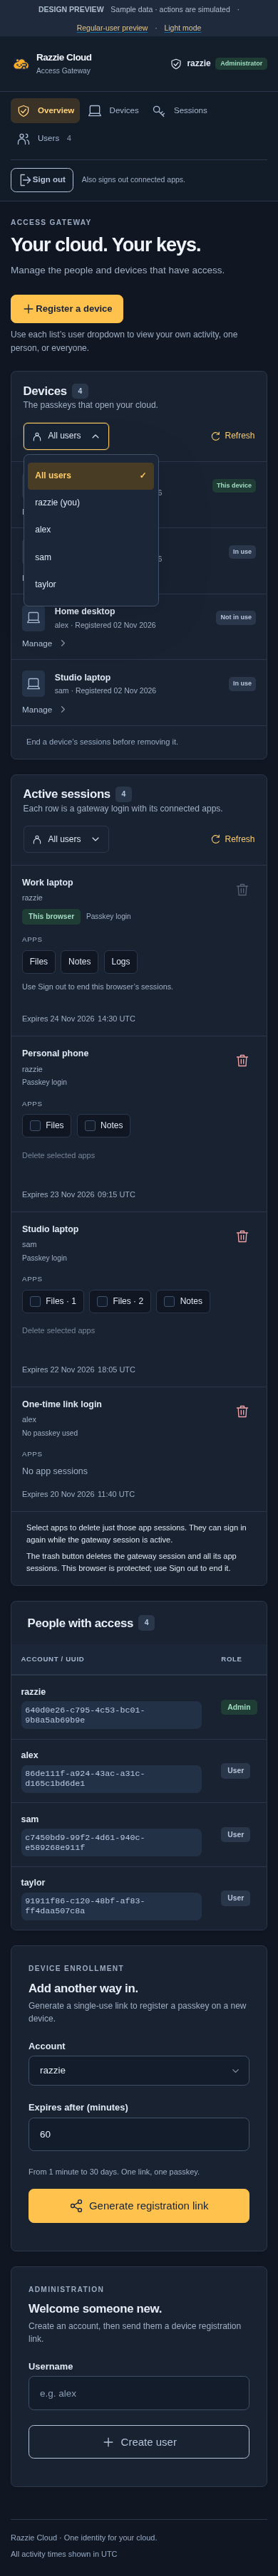 DESIGN PREVIEW Sample data · actions are simulated ·
Regular-user preview · Light mode
Razzie Cloud
Access Gateway
razzie Administrator
Overview Devices Sessions
Users 4
Sign out Also signs out connected apps.
ACCESS GATEWAY
Your cloud. Your keys.
Manage the people and devices that have access.
Register a device
Use each list's user dropdown to view your own activity, one
person, or everyone.
Devices 4
The passkeys that open your cloud.
All users Refresh
All users ✓
This device
razzie (you)
alex
In use
sam
taylor
Home desktop
alex · Registered 02 Nov 2026
Not in use
Manage
Studio laptop
sam · Registered 02 Nov 2026
In use
Manage
End a device's sessions before removing it.
Active sessions 4
Each row is a gateway login with its connected apps.
All users Refresh
Work laptop
razzie
This browser Passkey login
APPS
Files Notes Logs
Use Sign out to end this browser's sessions.
Expires 24 Nov 2026 14:30 UTC
Personal phone
razzie
Passkey login
APPS
Files Notes
Delete selected apps
Expires 23 Nov 2026 09:15 UTC
Studio laptop
sam
Passkey login
APPS
Files · 1 Files · 2 Notes
Delete selected apps
Expires 22 Nov 2026 18:05 UTC
One-time link login
alex
No passkey used
APPS
No app sessions
Expires 20 Nov 2026 11:40 UTC
Select apps to delete just those app sessions. They can sign in
again while the gateway session is active.
The trash button deletes the gateway session and all its app
sessions. This browser is protected; use Sign out to end it.
People with access 4
ACCOUNT / UUID ROLE
razzie
640d0e26-c795-4c53-bc01-
9b8a5ab69b9e
Admin
alex
86de111f-a924-43ac-a31c-
d165c1bd6de1
User
sam
c7450bd9-99f2-4d61-940c-
e589268e911f
User
taylor
91911f86-c120-48bf-af83-
ff4daa507c8a
User
DEVICE ENROLLMENT
Add another way in.
Generate a single-use link to register a passkey on a new
device.
Account
razzie
Expires after (minutes)
60
From 1 minute to 30 days. One link, one passkey.
Generate registration link
ADMINISTRATION
Welcome someone new.
Create an account, then send them a device registration
link.
Username
e.g. alex
Create user
Razzie Cloud · One identity for your cloud.
All activity times shown in UTC